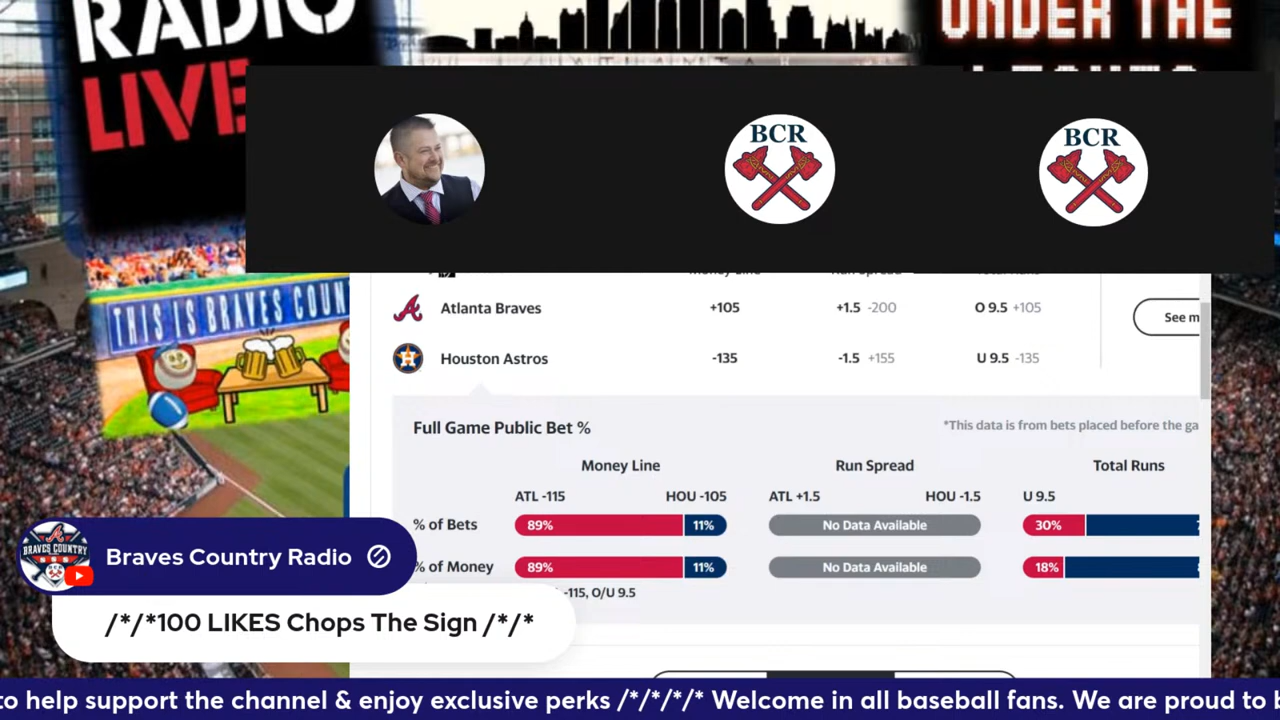 RADIO
LIVE
UNDER THE
BCR
BCR
THIS IS BRAVES COUN
Atlanta Braves +105 +1.5 -200 O 9.5 +105
See m
Houston Astros -135 -1.5 +155 U 9.5 -135
Full Game Public Bet %
*This data is from bets placed before the ga
Money Line Run Spread Total Runs
ATL -115 HOU -105 ATL +1.5 HOU -1.5 U 9.5
% of Bets 89% 11% No Data Available 30%
% of Money 89% 11% No Data Available 18%
-115, O/U 9.5
BRAVES COUNTRY
Braves Country Radio
/*/*100 LIKES Chops The Sign /*/*
to help support the channel & enjoy exclusive perks /*/*/*/* Welcome in all baseball fans. We are proud to b